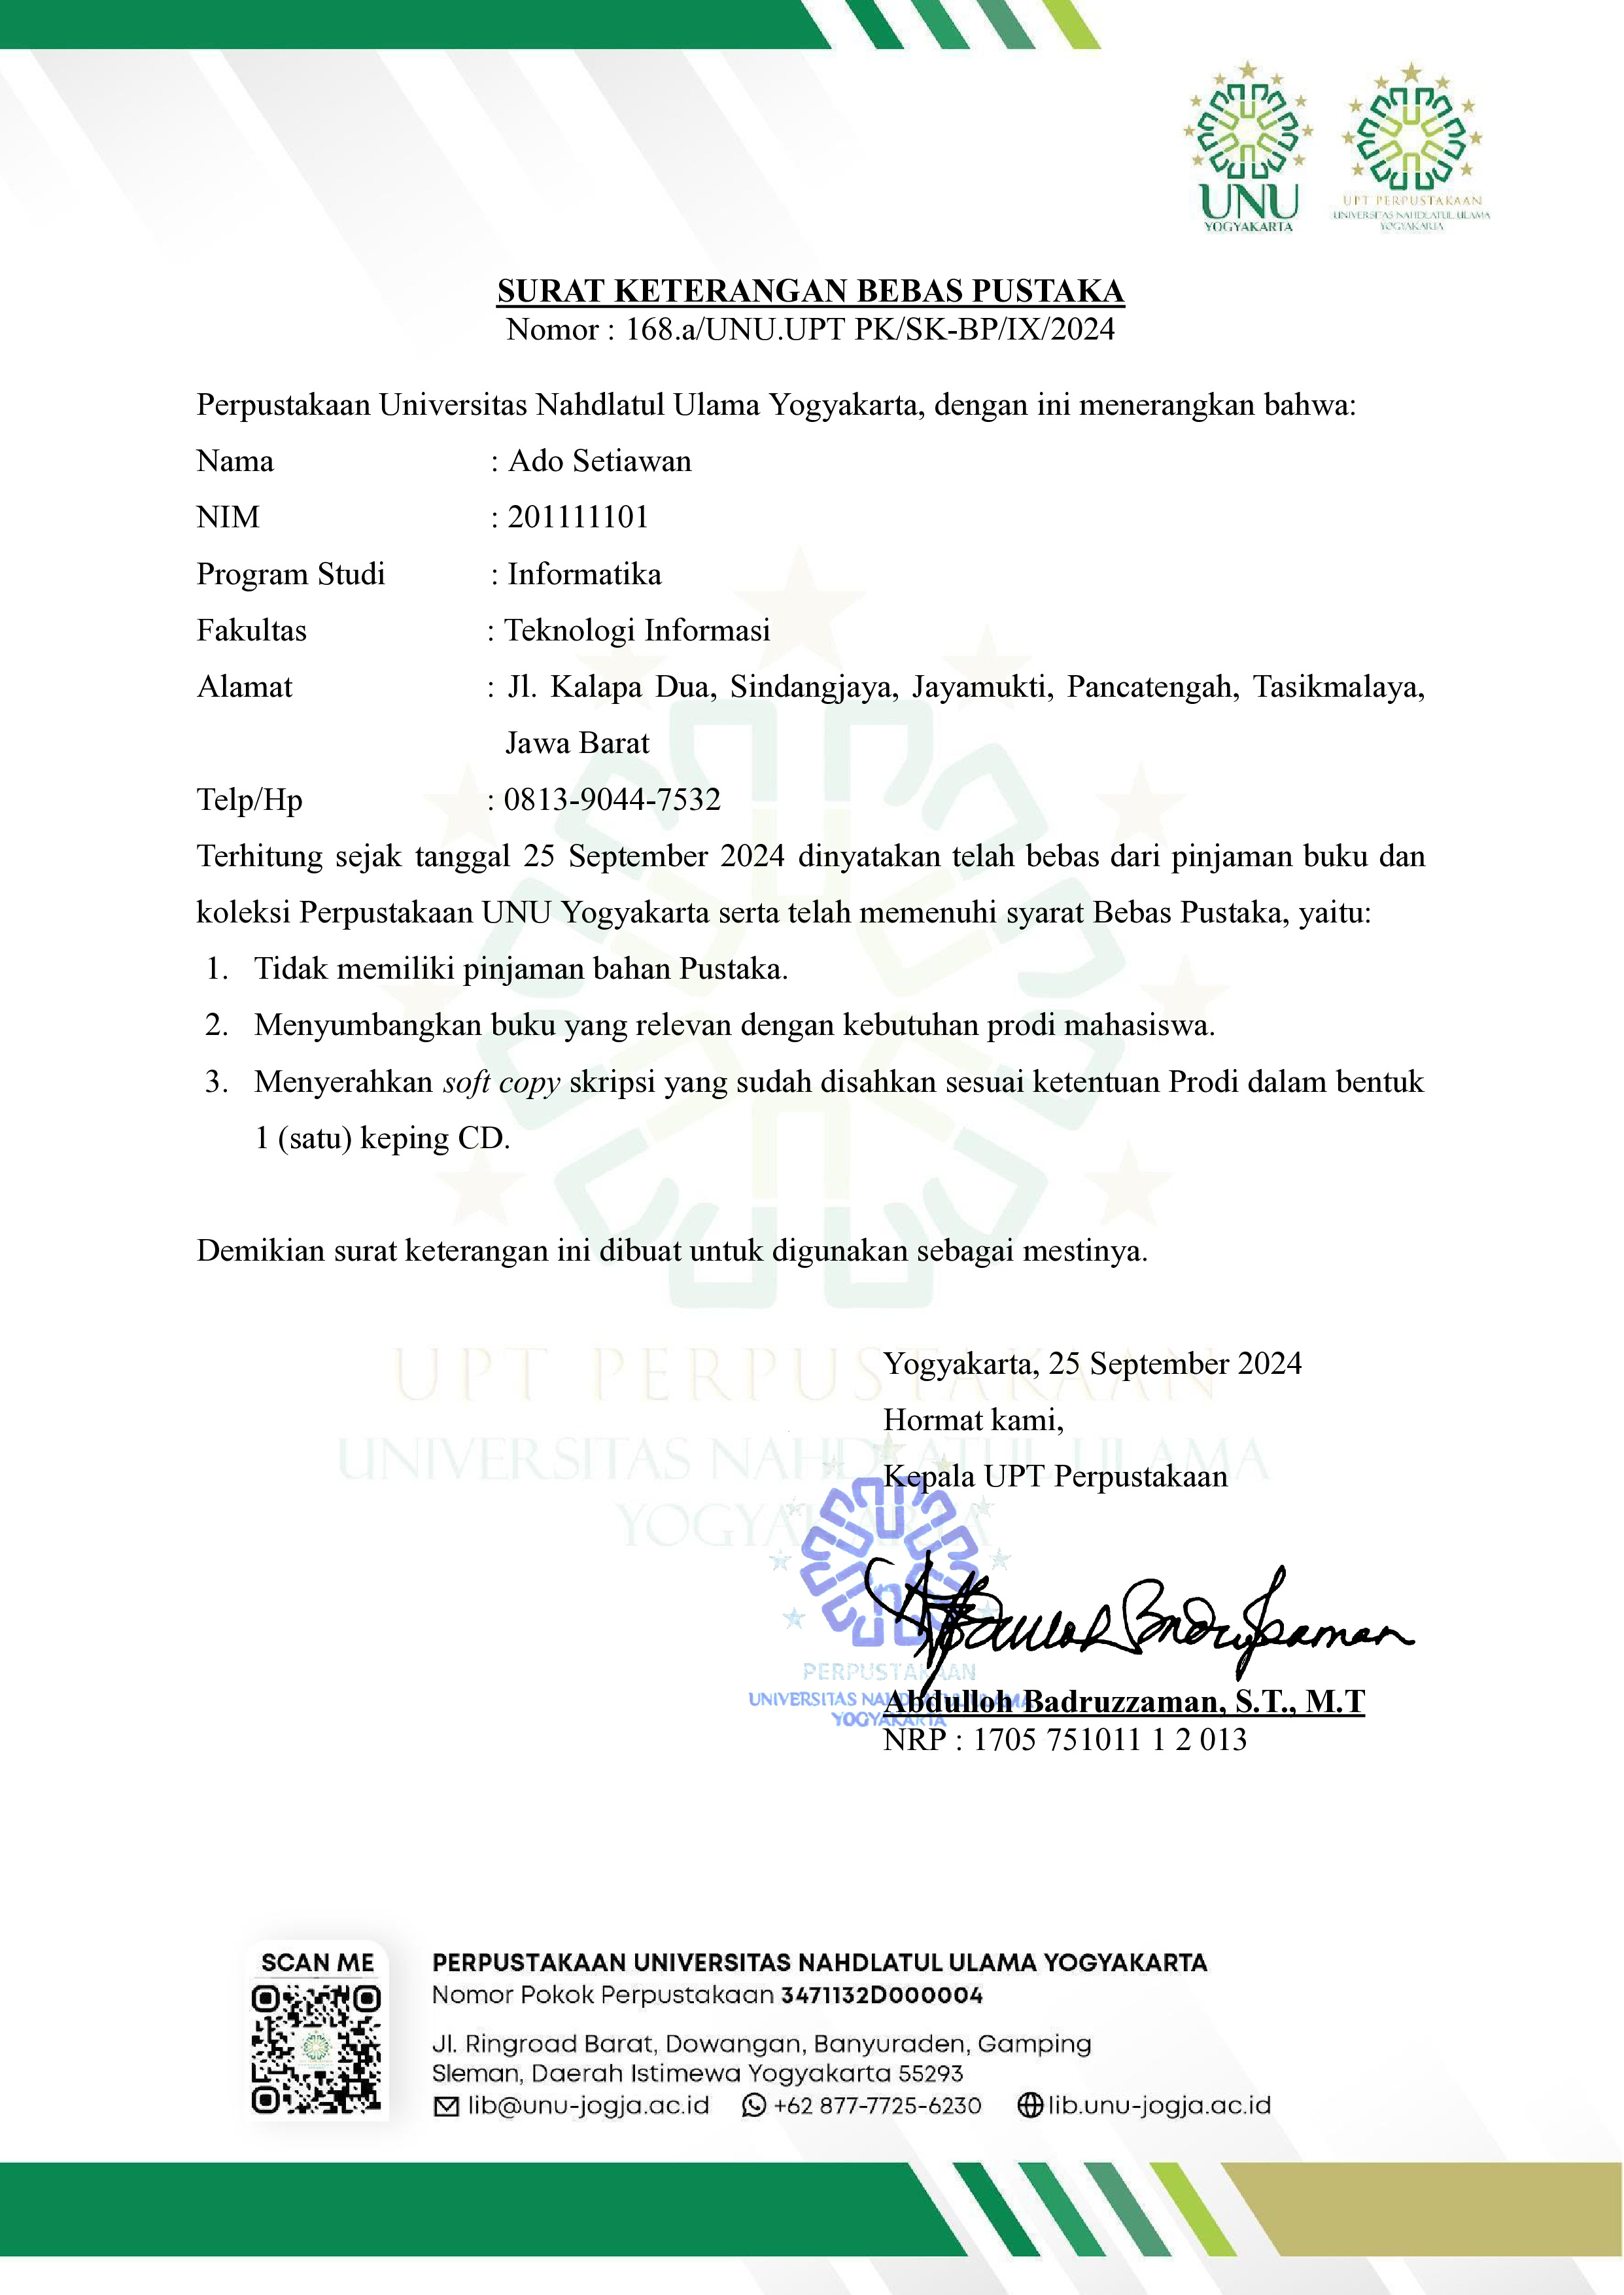 UNU
YOGYAKARTA
UPT PERPUSTAKAAN
UNIVERSITAS NAHDLATUL ULAMA
YOGYAKARTA
SURAT KETERANGAN BEBAS PUSTAKA
Nomor : 168.a/UNU.UPT PK/SK-BP/IX/2024
Perpustakaan Universitas Nahdlatul Ulama Yogyakarta, dengan ini menerangkan bahwa:
Nama : Ado Setiawan
NIM : 201111101
Program Studi : Informatika
Fakultas : Teknologi Informasi
Alamat : Jl. Kalapa Dua, Sindangjaya, Jayamukti, Pancatengah, Tasikmalaya,
Jawa Barat
Telp/Hp : 0813-9044-7532
Terhitung sejak tanggal 25 September 2024 dinyatakan telah bebas dari pinjaman buku dan
koleksi Perpustakaan UNU Yogyakarta serta telah memenuhi syarat Bebas Pustaka, yaitu:
1. Tidak memiliki pinjaman bahan Pustaka.
2. Menyumbangkan buku yang relevan dengan kebutuhan prodi mahasiswa.
3. Menyerahkan soft copy skripsi yang sudah disahkan sesuai ketentuan Prodi dalam bentuk
1 (satu) keping CD.
Demikian surat keterangan ini dibuat untuk digunakan sebagai mestinya.
UPT PERPUSTAKAAN
UNIVERSITAS NAHDLATUL ULAMA
YOGYAKARTA
Yogyakarta, 25 September 2024
Hormat kami,
Kepala UPT Perpustakaan
PERPUSTAKAAN
UNIVERSITAS NAHDLATUL ULAMA
YOGYAKARTA
Abdulloh Badruzzaman
Abdulloh Badruzzaman, S.T., M.T
NRP : 1705 751011 1 2 013
SCAN ME
PERPUSTAKAAN UNIVERSITAS NAHDLATUL ULAMA YOGYAKARTA
Nomor Pokok Perpustakaan 3471132D000004
Jl. Ringroad Barat, Dowangan, Banyuraden, Gamping
Sleman, Daerah Istimewa Yogyakarta 55293
lib@unu-jogja.ac.id +62 877-7725-6230 lib.unu-jogja.ac.id